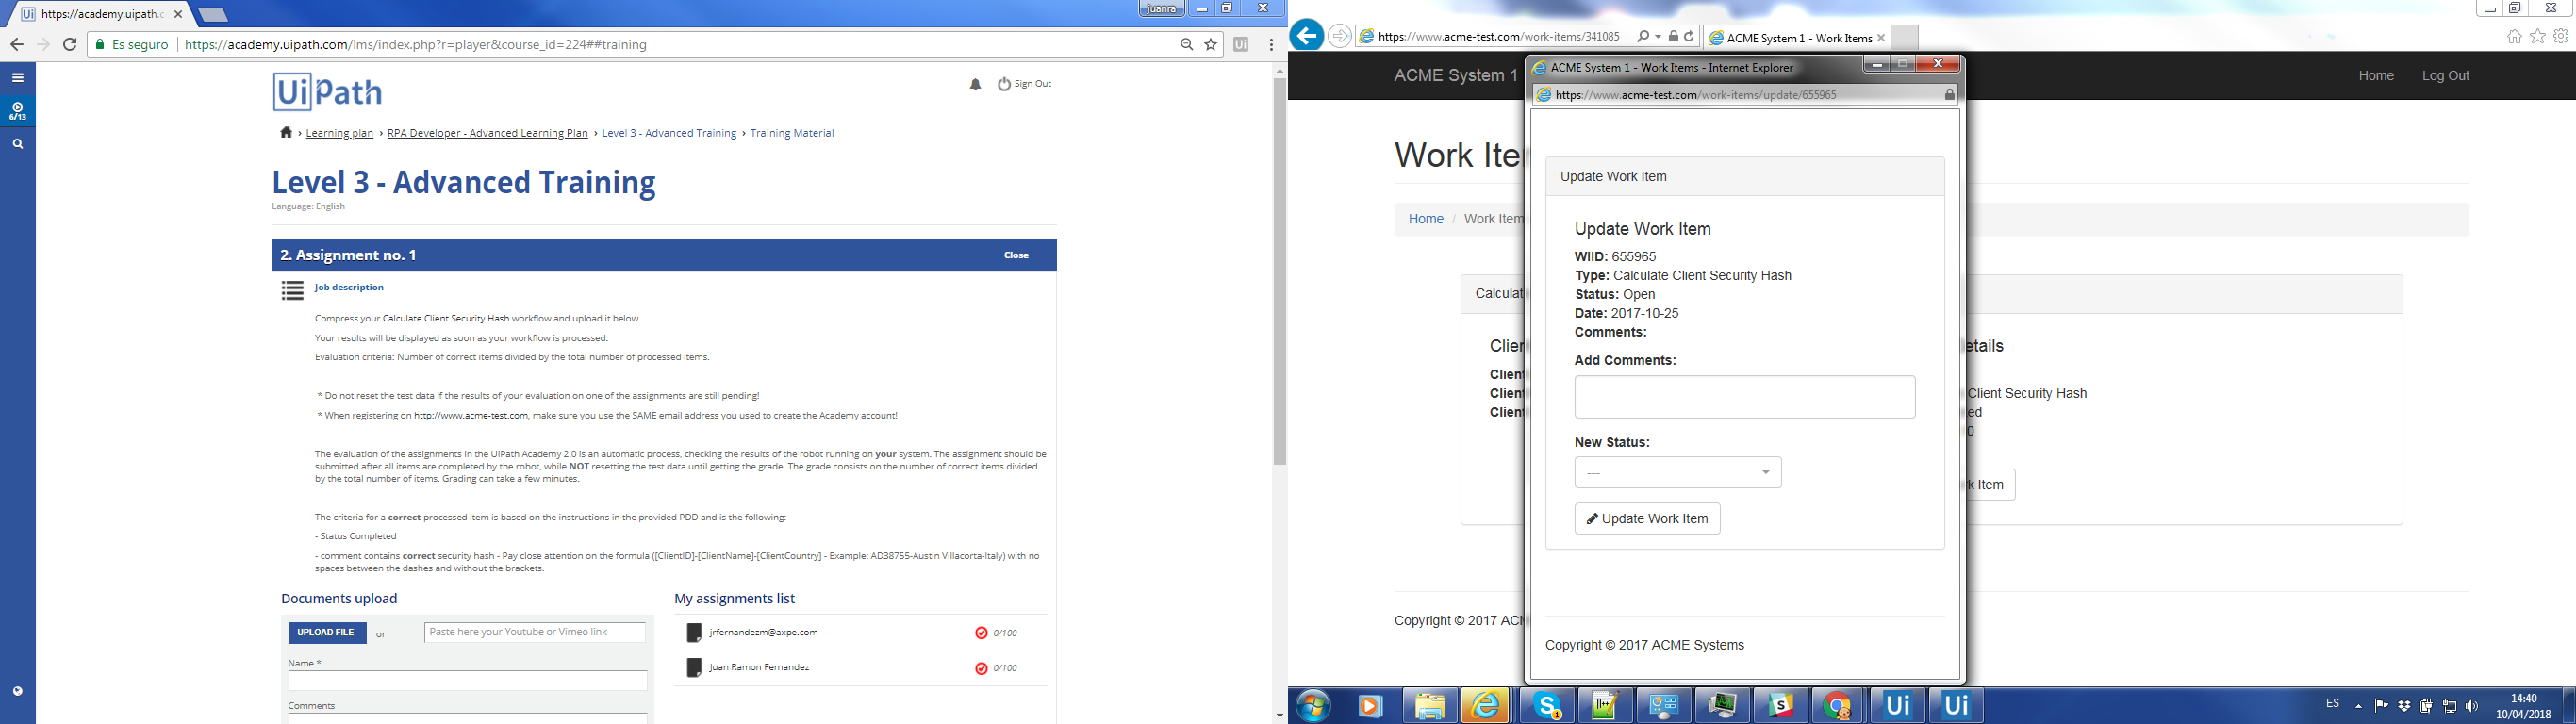 https://academy.uipath.c
juanra
Es seguro
https://academy.uipath.com/lms/index.php?r=player&course_id=224##training
6/13
UiPath
Sign Out
› Learning plan › RPA Developer - Advanced Learning Plan › Level 3 - Advanced Training › Training Material
Level 3 - Advanced Training
Language: English
2. Assignment no. 1
Close
Job description
Compress your Calculate Client Security Hash workflow and upload it below.
Your results will be displayed as soon as your workflow is processed.
Evaluation criteria: Number of correct items divided by the total number of processed items.
* Do not reset the test data if the results of your evaluation on one of the assignments are still pending!
* When registering on http://www.acme-test.com, make sure you use the SAME email address you used to create the Academy account!
The evaluation of the assignments in the UiPath Academy 2.0 is an automatic process, checking the results of the robot running on your system. The assignment should be
submitted after all items are completed by the robot, while NOT resetting the test data until getting the grade. The grade consists on the number of correct items divided
by the total number of items. Grading can take a few minutes.
The criteria for a correct processed item is based on the instructions in the provided PDD and is the following:
- Status Completed
- comment contains correct security hash - Pay close attention on the formula ([ClientID]-[ClientName]-[ClientCountry] - Example: AD38755-Austin Villacorta-Italy) with no
spaces between the dashes and without the brackets.
Documents upload
UPLOAD FILE
or
Paste here your Youtube or Vimeo link
Name *
Comments
My assignments list
jrfernandezm@axpe.com
0/100
Juan Ramon Fernandez
0/100
https://www.acme-test.com/work-items/341085
ACME System 1 - Work Items
ACME System 1
Home
Log Out
Work Ite
Home / Work Item
Calculat
Clien
Client
Client
Client
etails
Client Security Hash
ed
0
k Item
Copyright © 2017 ACM
ACME System 1 - Work Items - Internet Explorer
https://www.acme-test.com/work-items/update/655965
Update Work Item
Update Work Item
WIID: 655965
Type: Calculate Client Security Hash
Status: Open
Date: 2017-10-25
Comments:
Add Comments:
New Status:
---
Update Work Item
Copyright © 2017 ACME Systems
ES
14:40
10/04/2018